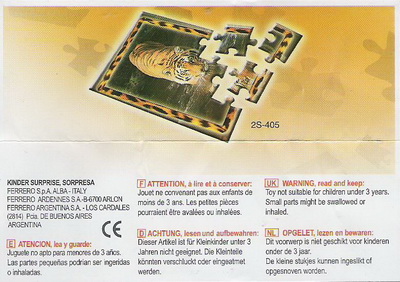 2S-405
KINDER SURPRISE, SORPRESA
FERRERO S.p.A. ALBA - ITALY
FERRERO ARDENNES S.A.-B-6700 ARLON
FERRERO ARGENTINA S.A. - LOS CARDALES
(2814) Pcia. DE BUENOS AIRES
ARGENTINA
CE
E ATENCION, lea y guarde:
Juguete no apto para menores de 3 años.
Las partes pequeñas podrían ser ingeridas
o inhaladas.
F ATTENTION, à lire et à conserver:
Jouet ne convenant pas aux enfants de
moins de 3 ans. Les petites pièces
pourraient être avalées ou inhalées.
D ACHTUNG, lesen und aufbewahren:
Dieser Artikel ist für Kleinkinder unter 3
Jahren nicht geeignet. Die Kleinteile
könnten verschluckt oder eingeatmet
werden.
UK WARNING, read and keep:
Toy not suitable for children under 3 years.
Small parts might be swallowed or
inhaled.
NL OPGELET, lezen en bewaren:
Dit voorwerp is niet geschikt voor kinderen
onder de 3 jaar.
De kleine stukjes kunnen ingeslikt of
opgesnoven worden.